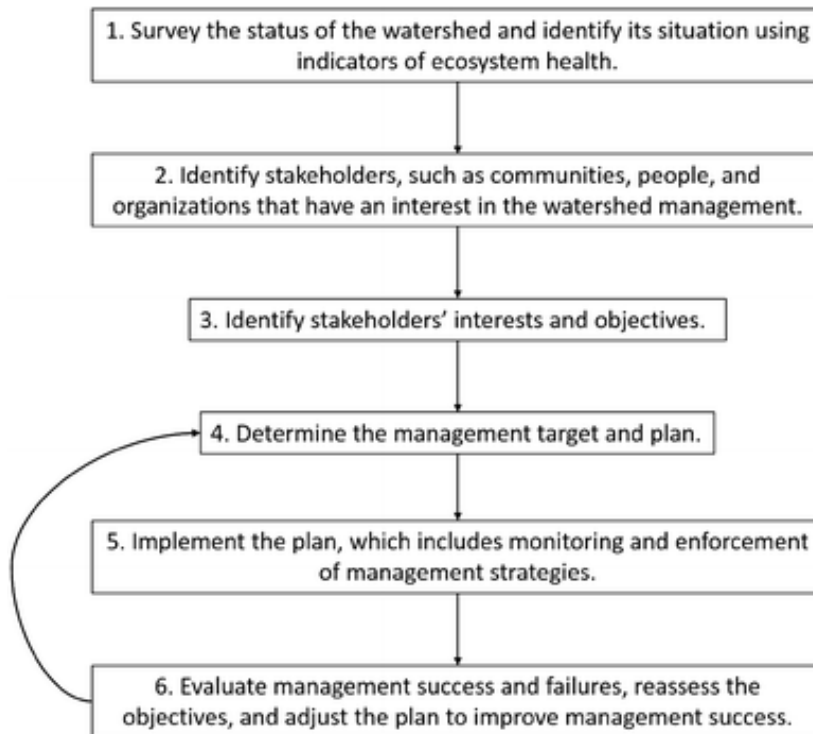 1. Survey the status of the watershed and identify its situation using
indicators of ecosystem health.
2. Identify stakeholders, such as communities, people, and
organizations that have an interest in the watershed management.
3. Identify stakeholders’ interests and objectives.
4. Determine the management target and plan.
5. Implement the plan, which includes monitoring and enforcement
of management strategies.
6. Evaluate management success and failures, reassess the
objectives, and adjust the plan to improve management success.